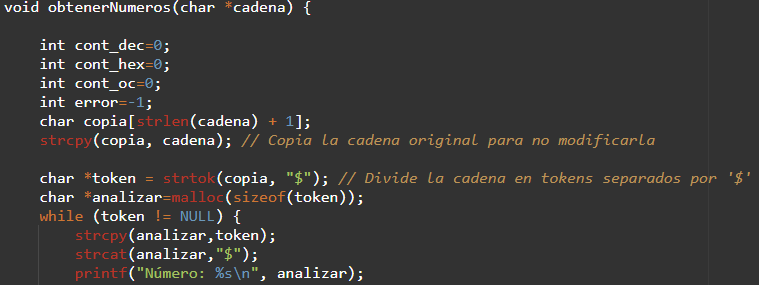 void obtenerNumeros(char *cadena) {
int cont_dec=0;
int cont_hex=0;
int cont_oc=0;
int error=-1;
char copia[strlen(cadena) + 1];
strcpy(copia, cadena); // Copia la cadena original para no modificarla
char *token = strtok(copia, "$"); // Divide la cadena en tokens separados por '$'
char *analizar=malloc(sizeof(token));
while (token != NULL) {
strcpy(analizar,token);
strcat(analizar,"$");
printf("Número: %s\n", analizar);